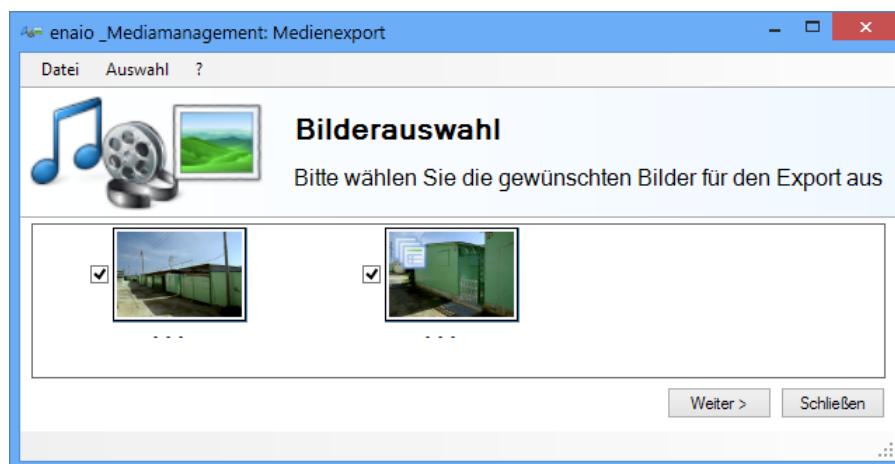 enaio _Mediamanagement: Medienexport
Datei Auswahl ?
Bilderauswahl
Bitte wählen Sie die gewünschten Bilder für den Export aus
- - -
- - -
Weiter >
Schließen